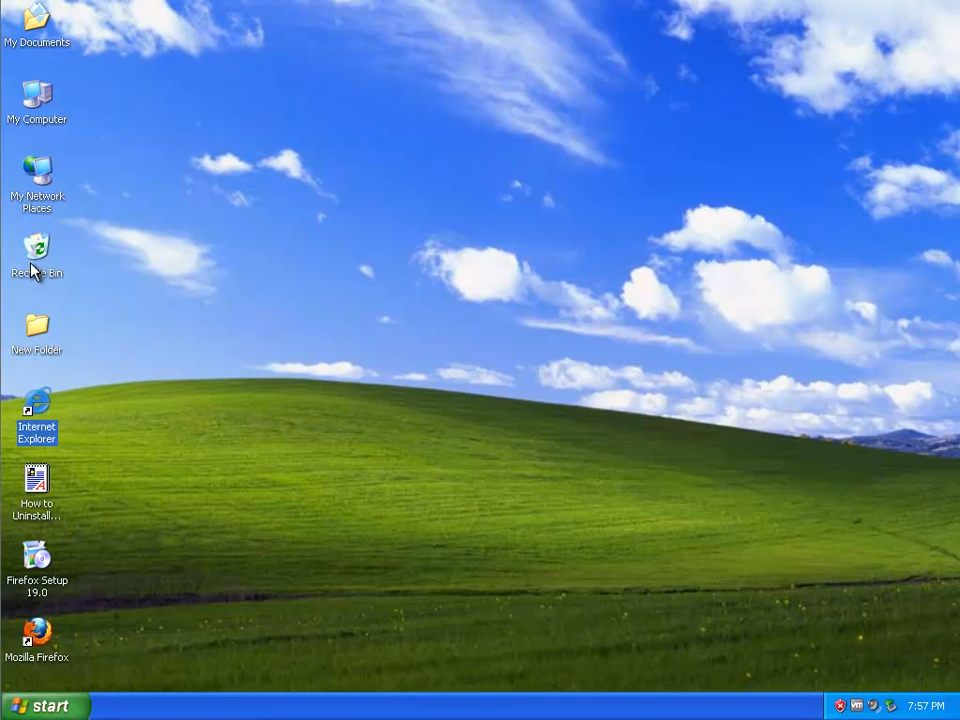 My Documents
My Computer
My Network
Places
Recycle Bin
New Folder
Internet
Explorer
How to
Uninstall...
Firefox Setup
19.0
Mozilla Firefox
start
7:57 PM